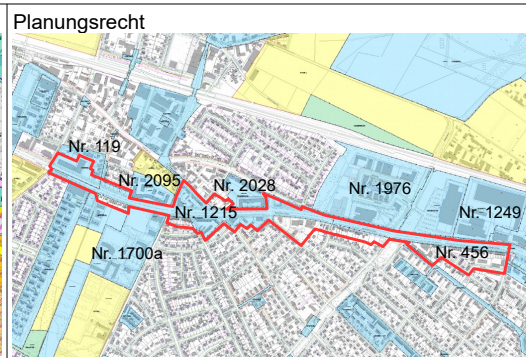 Planungsrecht
Nr. 119
Nr. 2095
Nr. 2028
Nr. 1976
Nr. 1215
Nr. 1249
Nr. 1700a
Nr. 456